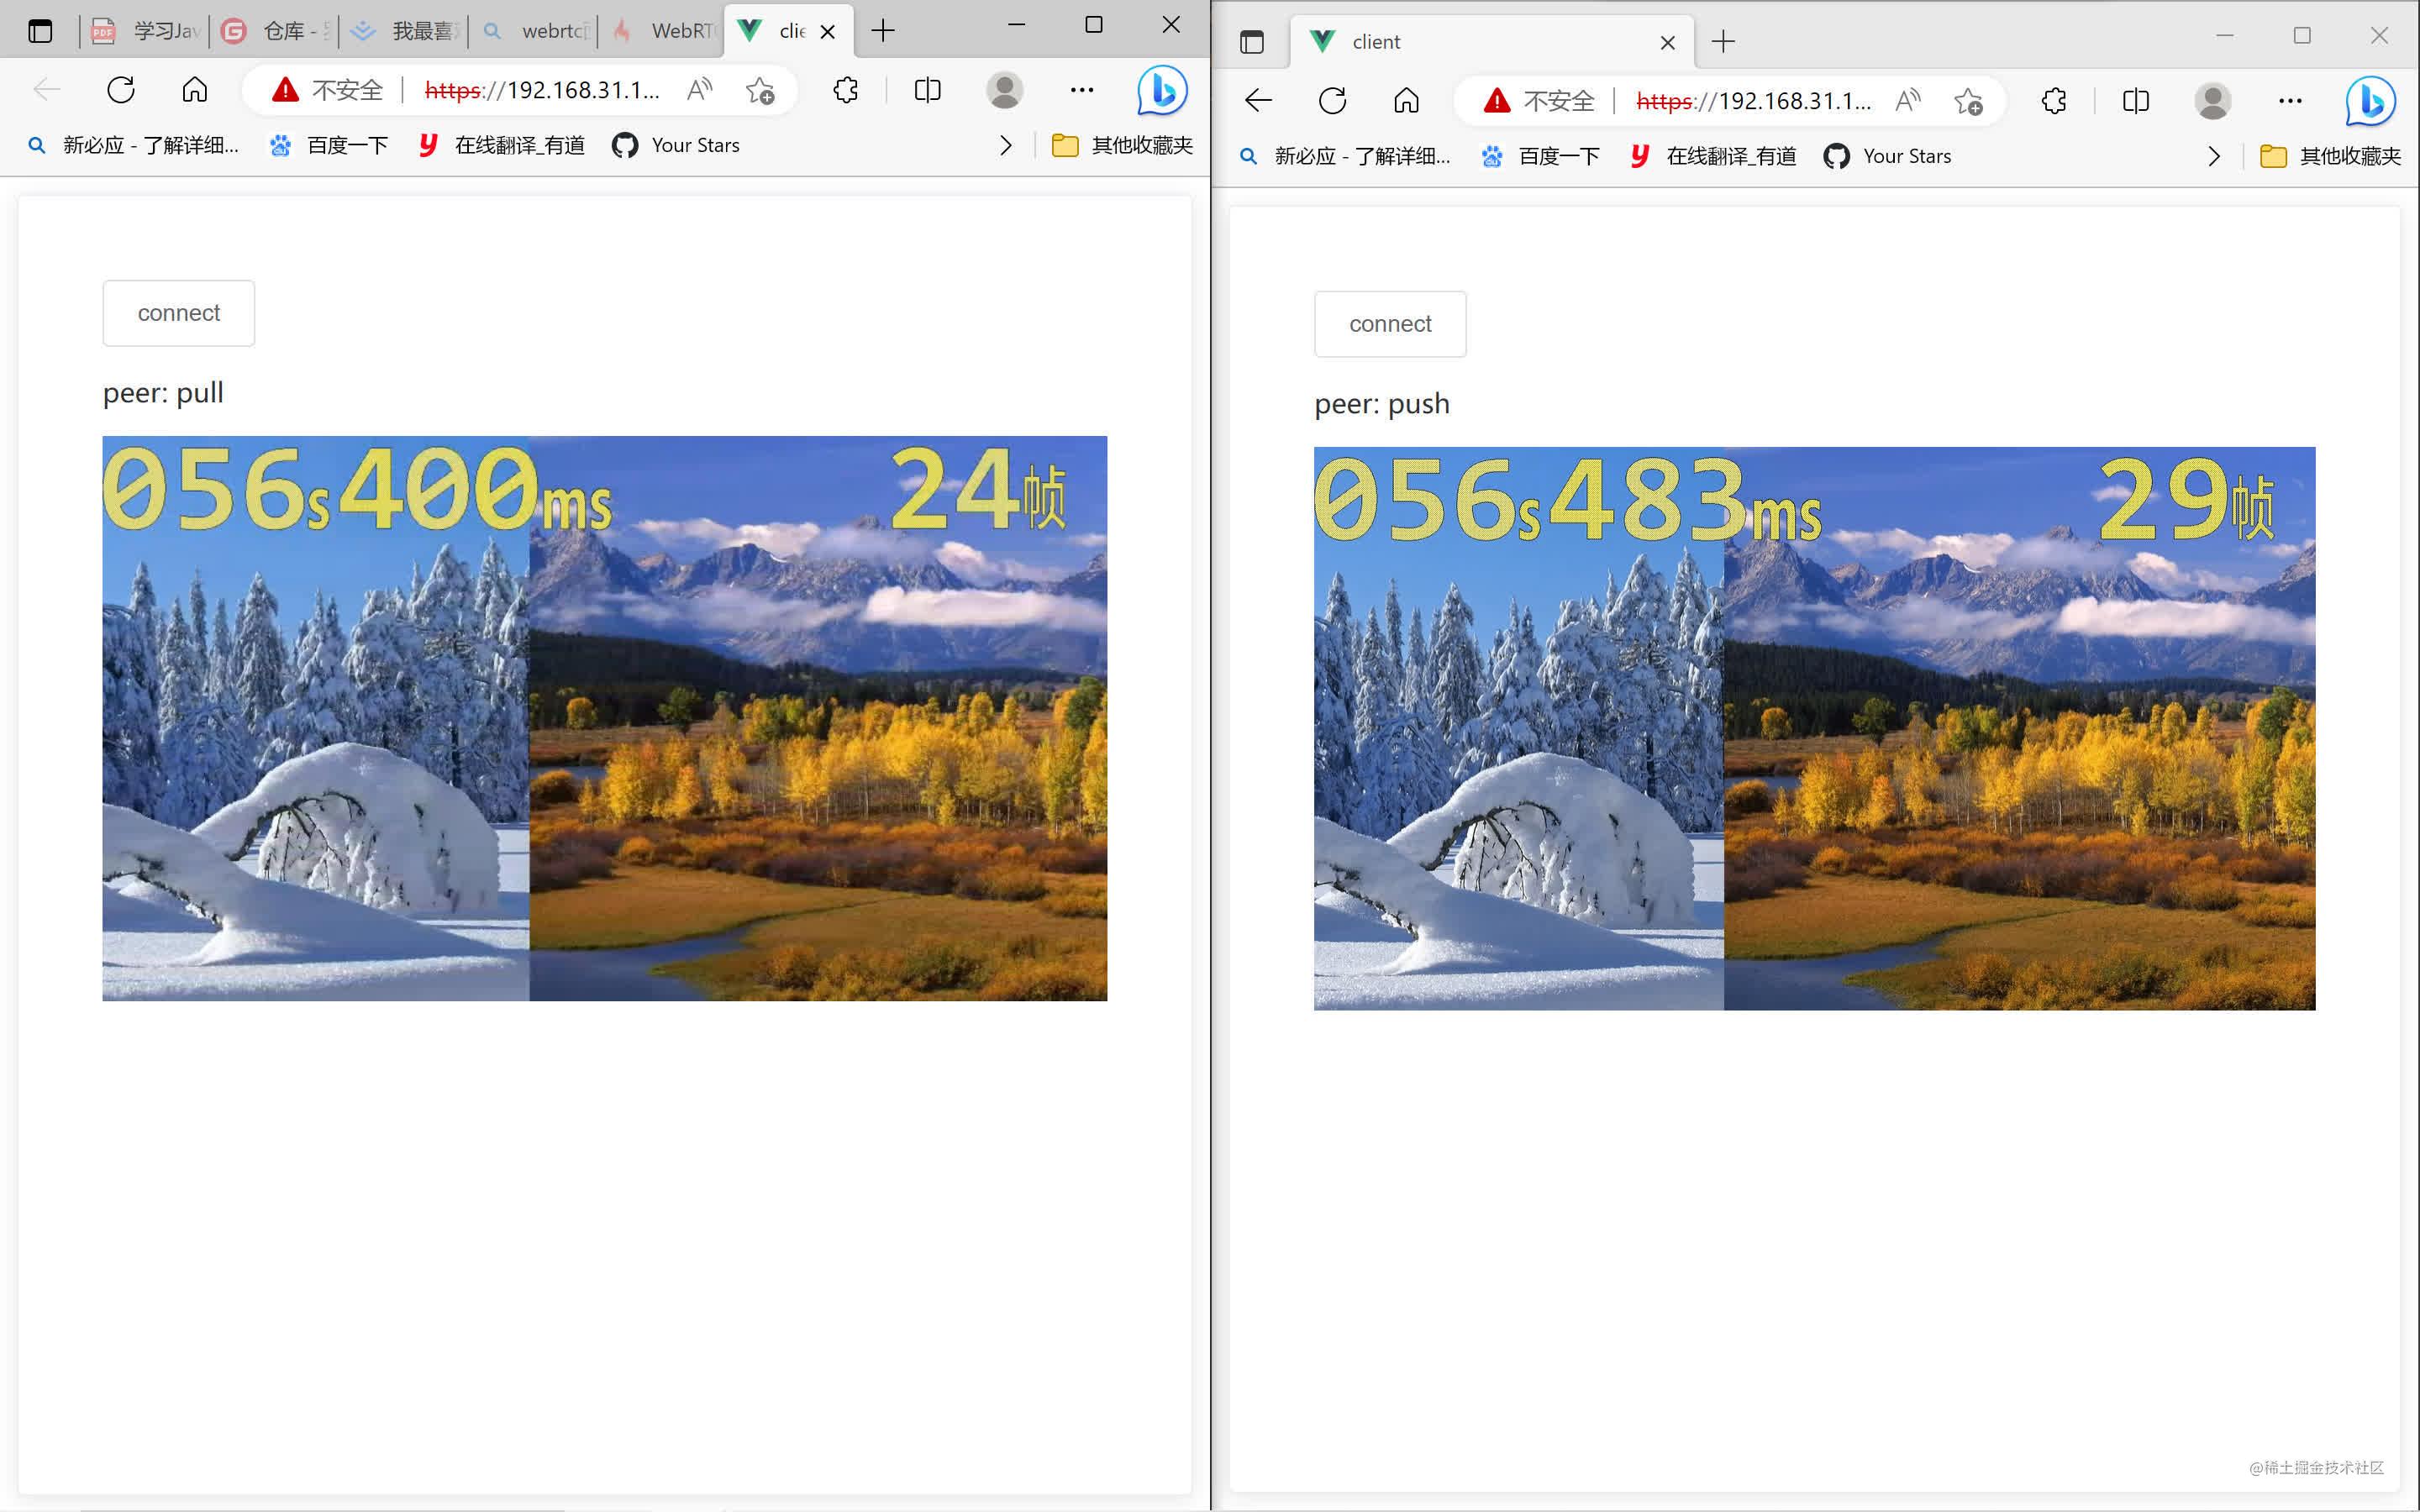 学习Jav
仓库 -
我最喜
webrtc
WebRT
clie
不安全
https://192.168.31.1...
新必应 - 了解详细...
百度一下
在线翻译_有道
Your Stars
其他收藏夹
connect
peer: pull
056s400ms
24帧
client
不安全
https://192.168.31.1...
新必应 - 了解详细...
百度一下
在线翻译_有道
Your Stars
其他收藏夹
connect
peer: push
056s483ms
29帧
@稀土掘金技术社区